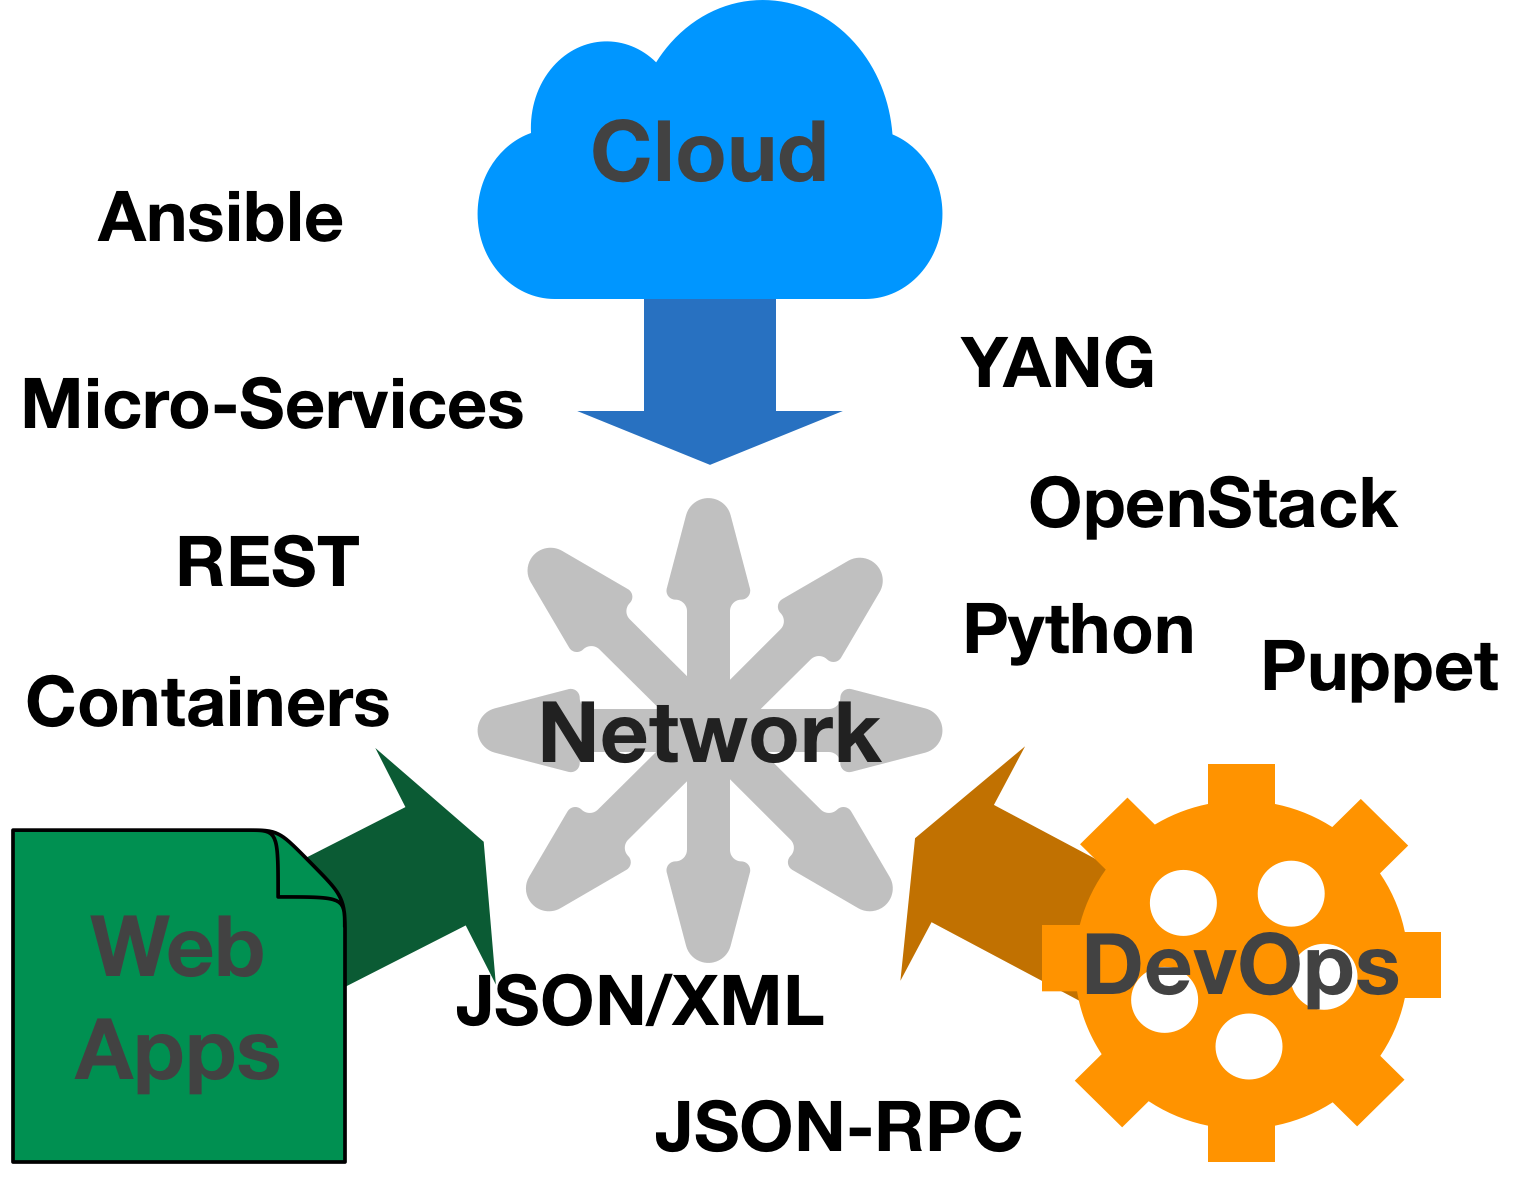 Cloud
Ansible
YANG
Micro-Services
OpenStack
REST
Python
Puppet
Containers
Network
Web
Apps
DevOps
JSON/XML
JSON-RPC